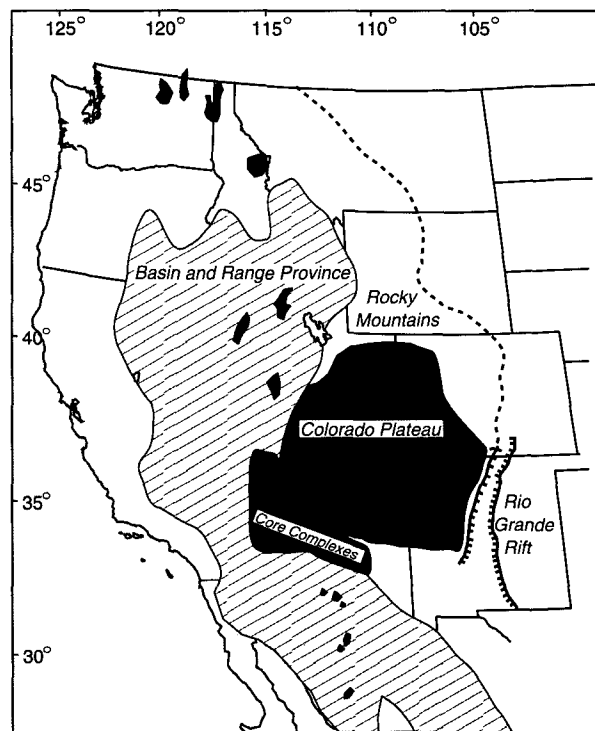 125° 120° 115° 110° 105°
45°
Basin and Range Province
Rocky
Mountains
40°
Colorado Plateau
35°
Core Complexes
Rio
Grande
Rift
30°